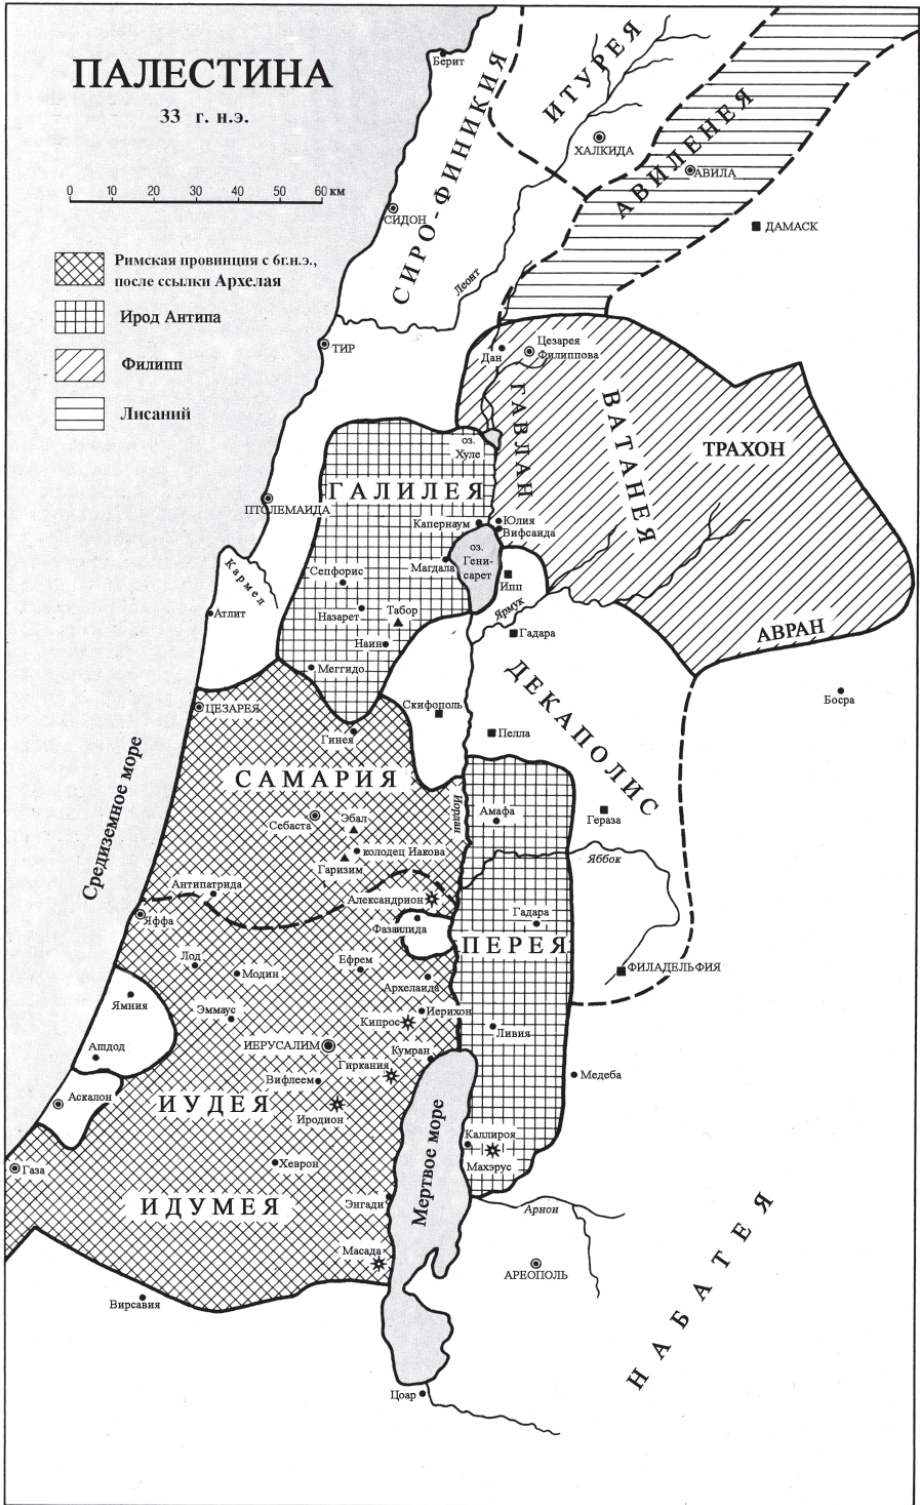 ПАЛЕСТИНА
33 г. н.э.
0 10 20 30 40 50 60 км
Римская провинция с 6г.н.э.,
после ссылки Архелая
Ирод Антипа
Филипп
Лисаний
Берит
СИРО-ФИНИКИЯ
ИТУРЕЯ
ХАЛКИДА
АВИЛЕНЕЯ
АВИЛА
СИДОН
ДАМАСК
Леонт
ТИР
Дан
Цезарея
Филиппова
ГАВЛАН
ВАТАНЕЯ
ТРАХОН
оз.
Хуле
ГАЛИЛЕЯ
ПТОЛЕМАИДА
Капернаум
Юлия
Вифсаида
оз.
Гени-
сарет
Магдала
Ипп
Сепфорис
Кармел
Атлит
Назарет
Табор
Ярмук
Гадара
АВРАН
Наин
Меггидо
ДЕКАПОЛИС
Босра
ЦЕЗАРЕЯ
Скифополь
Гинея
Пелла
САМАРИЯ
Средиземное море
Иордан
Амафа
Гераза
Себаста
Эбал
колодец Иакова
Гаризим
Яббок
Антипатрида
Александрион
Яффа
Фазаилида
Гадара
ПЕРЕЯ
Лод
Модин
Ефрем
Архелаида
ФИЛАДЕЛЬФИЯ
Ямния
Эммаус
Иерихон
Кипрос
Ливия
ИЕРУСАЛИМ
Ашдод
Кумран
Гиркания
Вифлеем
Медеба
Аскалон
ИУДЕЯ
Иродион
Мертвое море
Каллироя
Махэрус
Газа
Хеврон
ИДУМЕЯ
Энгади
Арнон
Масада
АРЕОПОЛЬ
НАБАТЕЯ
Вирсавия
Цоар